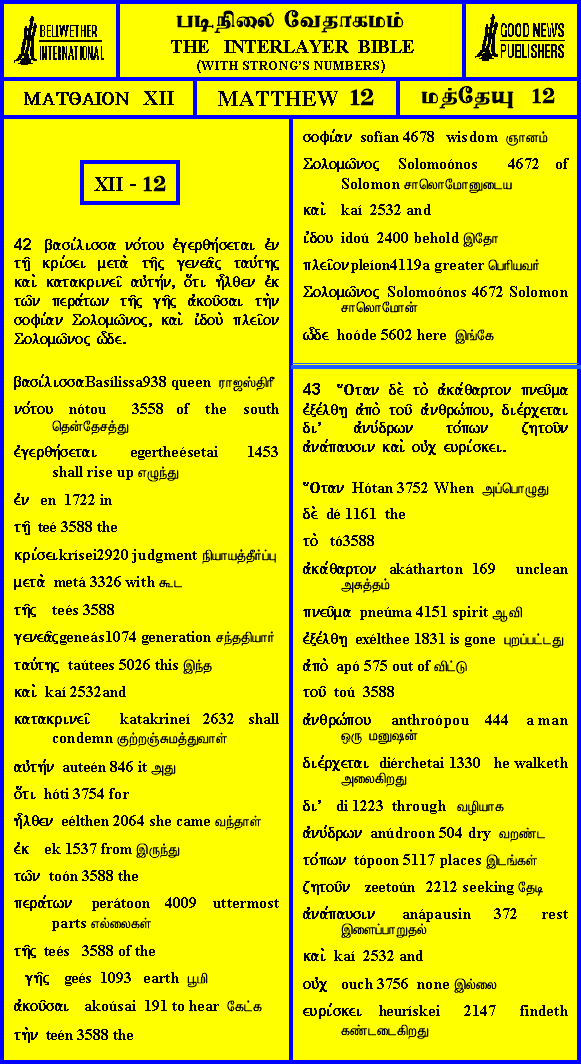 BELLWETHER
INTERNATIONAL
படிநிலை வேதாகமம்
THE INTERLAYER BIBLE
(WITH STRONG'S NUMBERS)
GOOD NEWS
PUBLISHERS
ΜΑΤΘΑΙΟΝ XII
MATTHEW 12
மத்தேயு 12
XII - 12
42 βασίλισσα νότου ἐγερθήσεται ἐν
τῇ κρίσει μετὰ τῆς γενεᾶς ταύτης
καὶ κατακρινεῖ αὐτήν, ὅτι ἦλθεν ἐκ
τῶν περάτων τῆς γῆς ἀκοῦσαι τὴν
σοφίαν Σολομῶνος, καὶ ἰδοὺ πλεῖον
Σολομῶνος ὧδε.
βασίλισσαBasílissa938 queen ராஜஸ்திரீ
νότου nótou 3558 of the south
தென்தேசத்து
ἐγερθήσεται egertheésetai 1453
shall rise up எழுந்து
ἐν en 1722 in
τῇ teé 3588 the
κρίσειkrísei2920 judgment நியாயத்தீர்ப்பு
μετὰ metá 3326 with கூட
τῆς teés 3588
γενεᾶςgeneás1074 generation சந்ததியார்
ταύτης taútees 5026 this இந்த
καὶ kaí 2532and
κατακρινεῖ katakrineí 2632 shall
condemn குற்றஞ்சுமத்துவாள்
αὐτήν auteén 846 it அது
ὅτι hóti 3754 for
ἦλθεν eélthen 2064 she came வந்தாள்
ἐκ ek 1537 from இருந்து
τῶν toón 3588 the
περάτων perátoon 4009 uttermost
parts எல்லைகள்
τῆς teés 3588 of the
γῆς geés 1093 earth பூமி
ἀκοῦσαι akoúsai 191 to hear கேட்க
τὴν teén 3588 the
σοφίαν sofían 4678 wisdom ஞானம்
Σολομῶνος Solomoónos 4672 of
Solomon சாலொமோனுடைய
καὶ kaí 2532 and
ἰδου idoú 2400 behold இதோ
πλεῖονpleíon4119a greater பெரியவர்
Σολομῶνος Solomoónos 4672 Solomon
சாலொமோன்
ὧδε hoóde 5602 here இங்கே
43 Ὅταν δὲ τὸ ἀκάθαρτον πνεῦμα
ἐξέλθῃ ἀπὸ τοῦ ἀνθρώπου, διέρχεται
δι' ἀνύδρων τόπων ζητοῦν
ἀνάπαυσιν καὶ οὐχ ευρίσκει.
Ὅταν Hótan 3752 When அப்பொழுது
δὲ dé 1161 the
τὸ tó3588
ἀκάθαρτον akátharton 169 unclean
அசுத்தம்
πνεῦμα pneúma 4151 spirit ஆவி
ἐξέλθῃ exélthee 1831 is gone புறப்பட்டது
ἀπὸ apó 575 out of விட்டு
τοῦ toú 3588
ἀνθρώπου anthroópou 444 a man
ஒரு மனுஷன்
διέρχεται diérchetai 1330 he walketh
அலைகிறது
δι' di 1223 through வழியாக
ἀνύδρων anúdroon 504 dry வறண்ட
τόπων tópoon 5117 places இடங்கள்
ζητοῦν zeetoún 2212 seeking தேடி
ἀνάπαυσιν anápausin 372 rest
இளைப்பாறுதல்
καὶ kaí 2532 and
οὐχ ouch 3756 none இல்லை
ευρίσκει heurískei 2147 findeth
கண்டடைகிறது